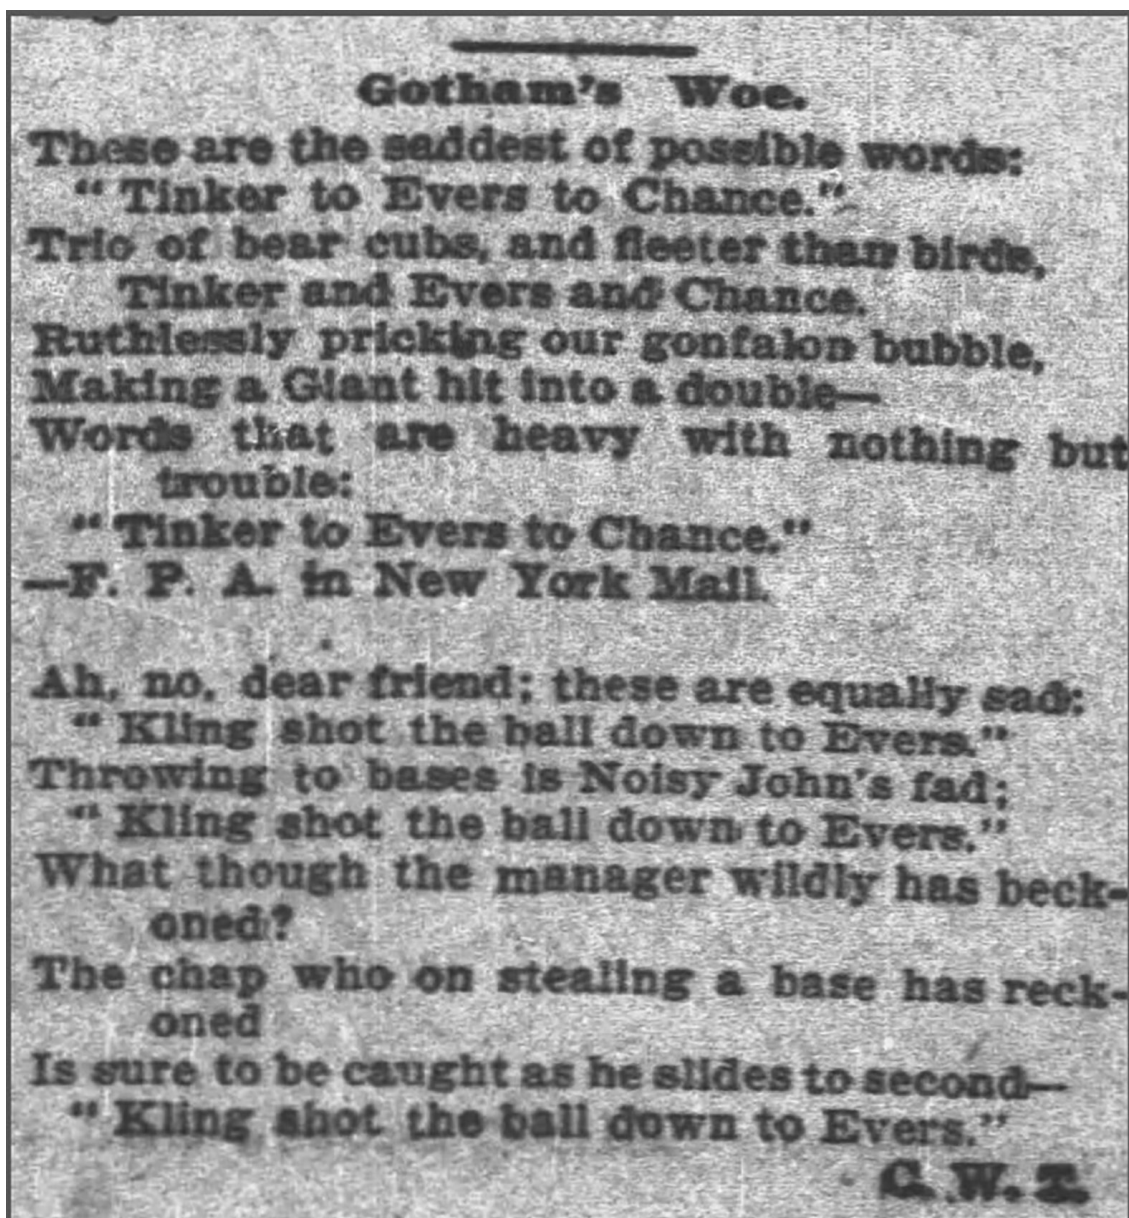 Gotham's Woe.
These are the saddest of possible words:
"Tinker to Evers to Chance."
Trio of bear cubs, and fleeter than birds,
Tinker and Evers and Chance.
Ruthlessly pricking our gonfalon bubble,
Making a Giant hit into a double—
Words that are heavy with nothing but
trouble:
"Tinker to Evers to Chance."
—F. P. A. in New York Mail.
Ah, no, dear friend; these are equally sad:
"Kling shot the ball down to Evers."
Throwing to bases is Noisy John's fad;
"Kling shot the ball down to Evers."
What though the manager wildly has beck-
oned?
The chap who on stealing a base has reck-
oned
Is sure to be caught as he slides to second—
"Kling shot the ball down to Evers."
C. W. T.